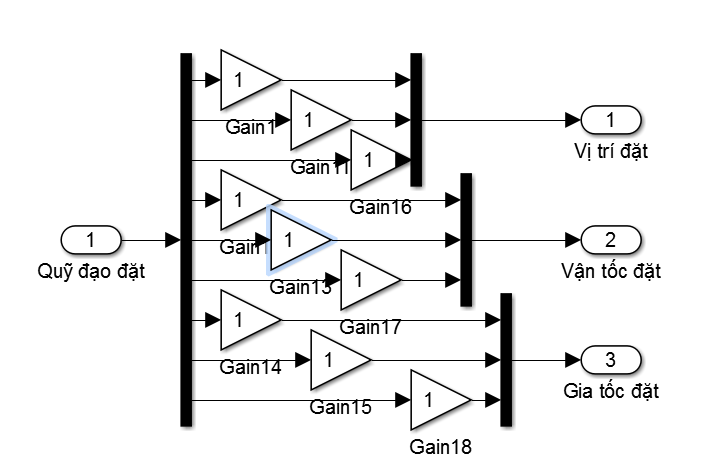 1
1
Gain1
1
Gain11
1
1
Vị trí đặt
Gain16
1
1
Quỹ đạo đặt
Gain1
1
2
Vận tốc đặt
Gain13
1
Gain17
1
Gain14
1
3
Gia tốc đặt
Gain15
1
Gain18